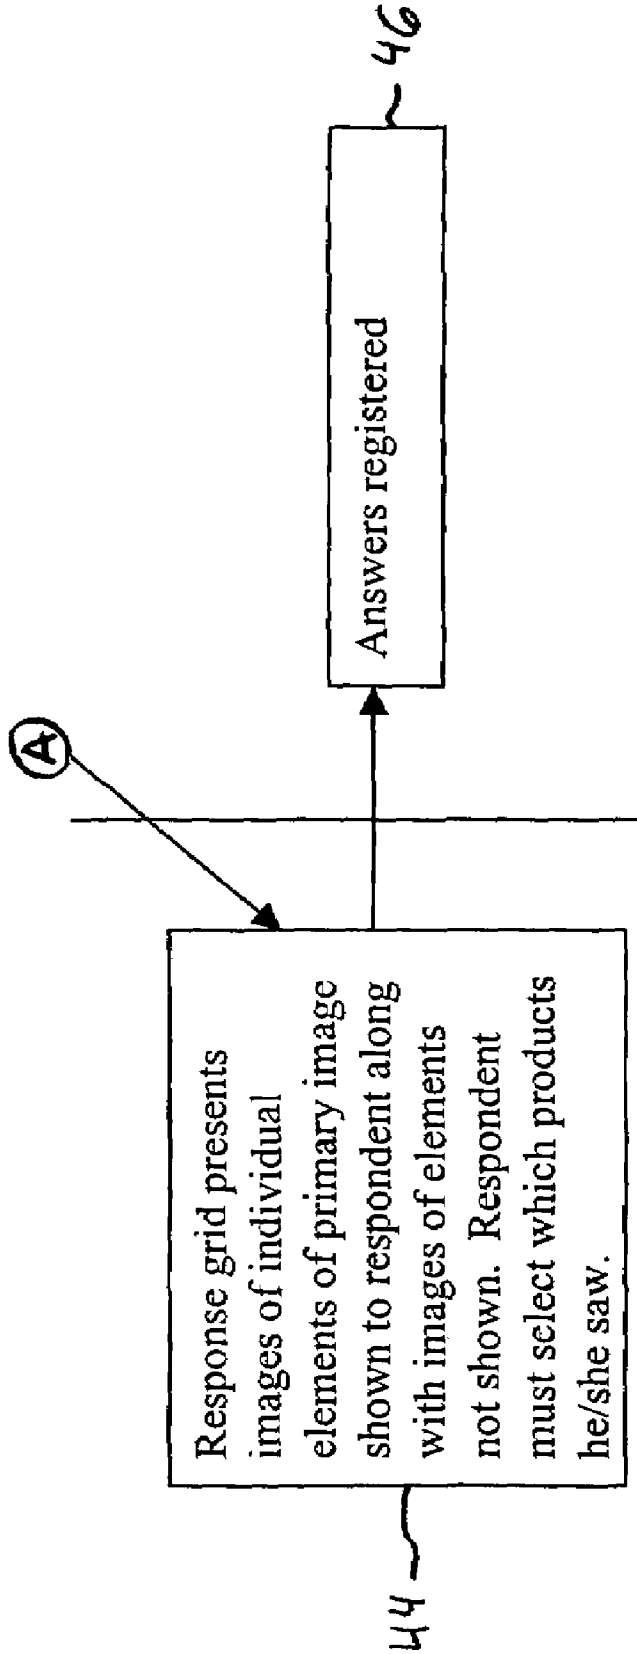 A
Response grid presents
images of individual
elements of primary image
shown to respondent along
with images of elements
not shown. Respondent
must select which products
he/she saw.
44
Answers registered
46